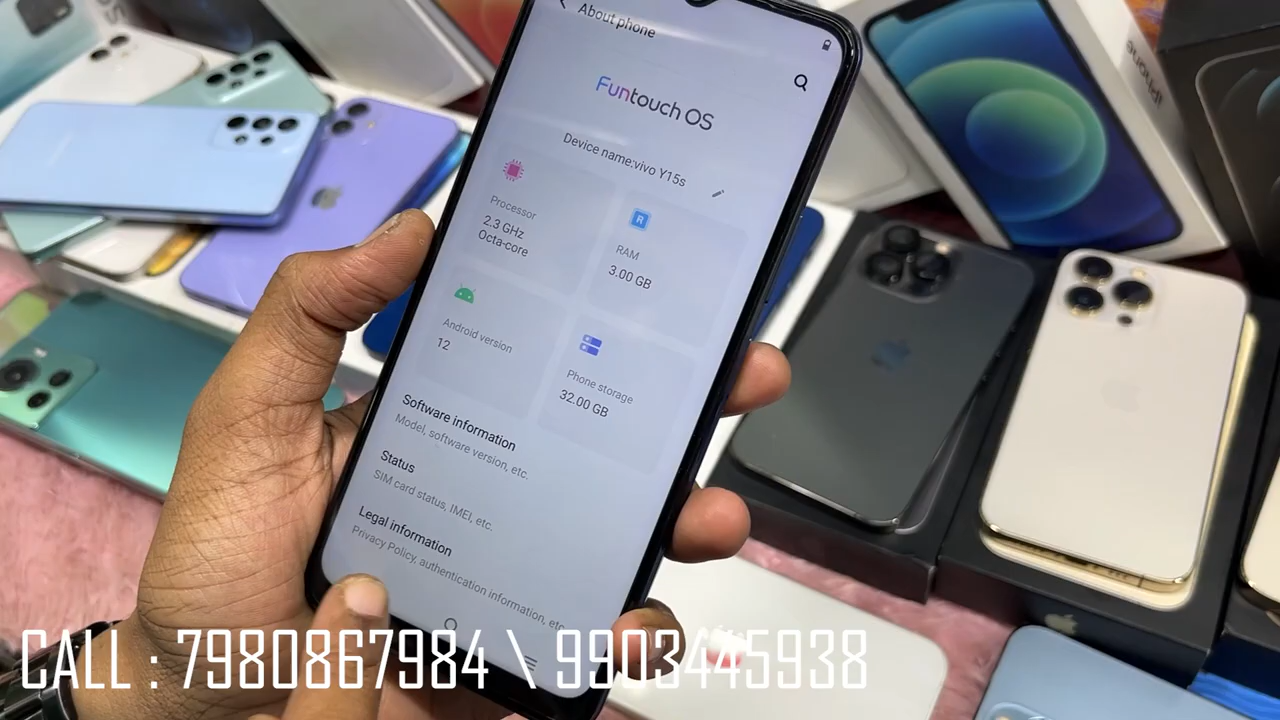 About phone
Funtouch OS
Device name:vivo Y15s
Processor
2.3 GHz
Octa-core
RAM
3.00 GB
Android version
12
Phone storage
32.00 GB
Software information
Model, software version, etc.
Status
SIM card status, IMEI, etc.
Legal information
Privacy Policy, authentication information, etc.
iPhone
CALL : 7980867984 \ 9903445938